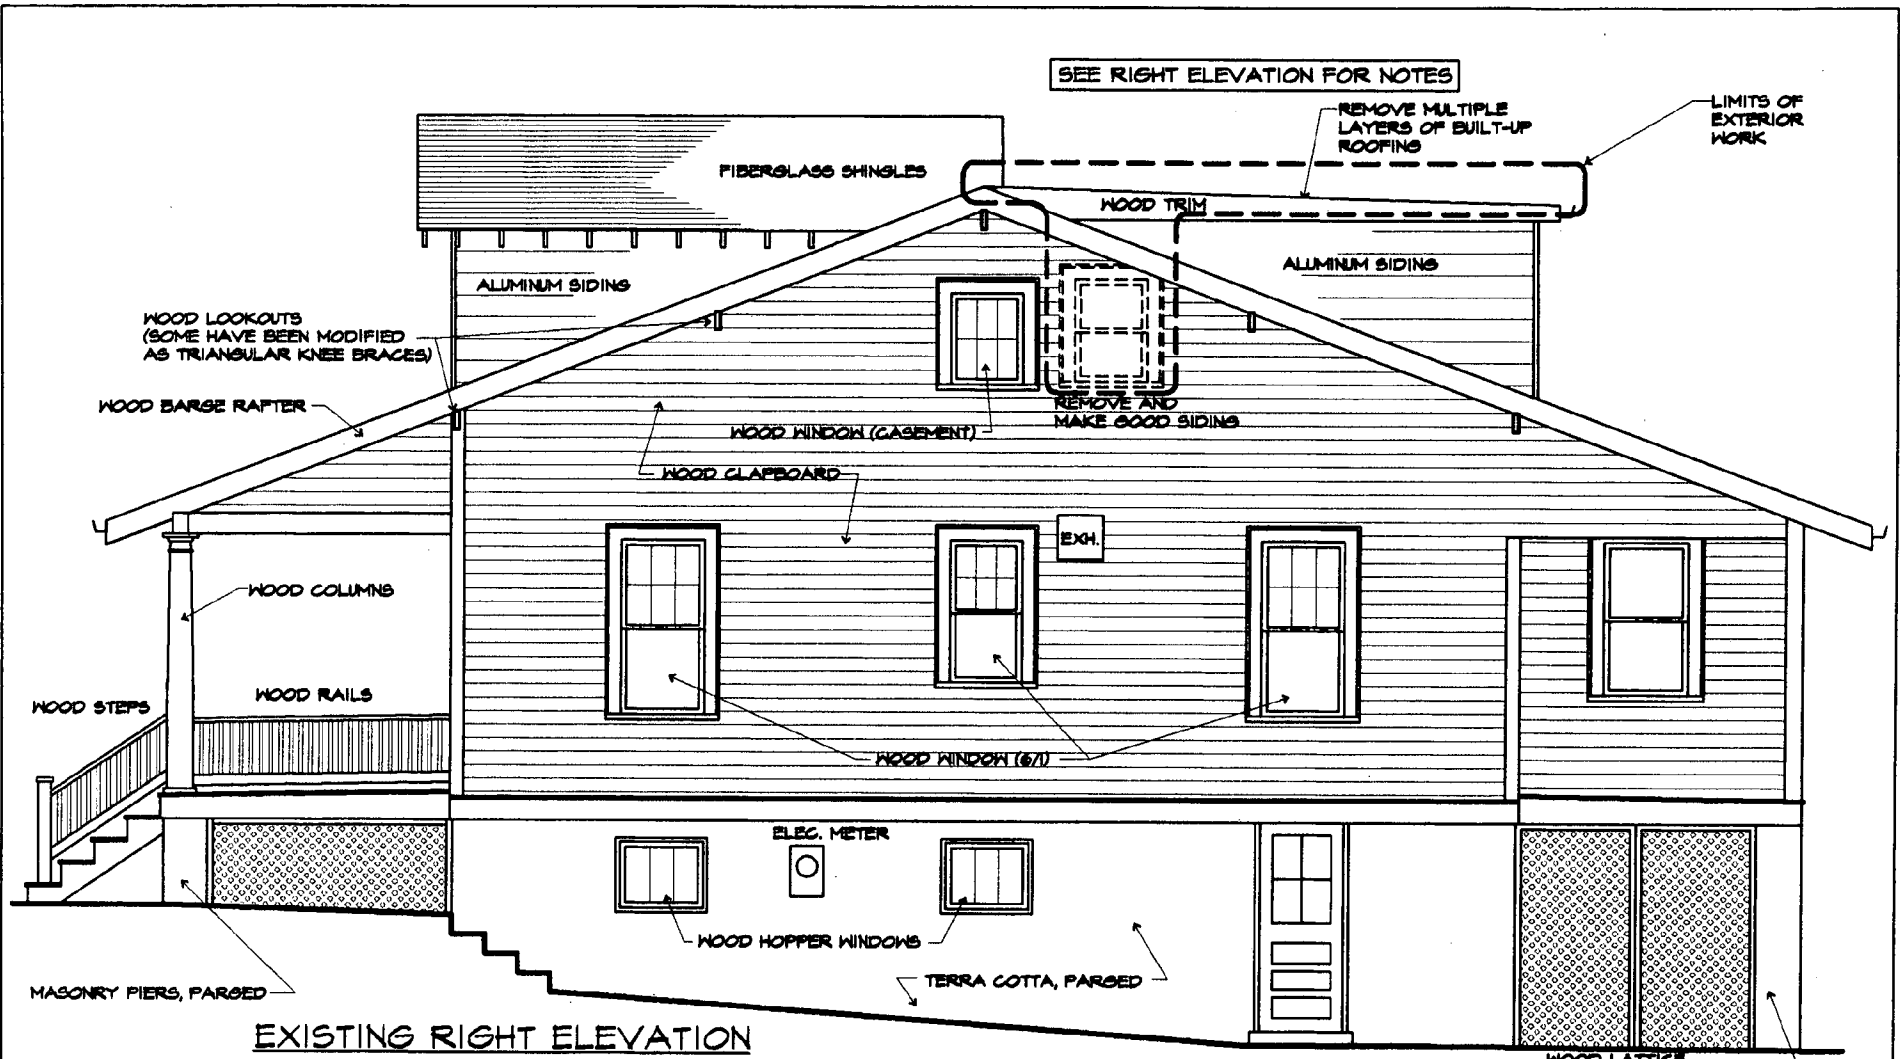 SEE RIGHT ELEVATION FOR NOTES
REMOVE MULTIPLE
LAYERS OF BUILT-UP
ROOFING
LIMITS OF
EXTERIOR
WORK
FIBERGLASS SHINGLES
WOOD TRIM
ALUMINUM SIDING
ALUMINUM SIDING
WOOD LOOKOUTS
(SOME HAVE BEEN MODIFIED
AS TRIANGULAR KNEE BRACES)
WOOD BARGE RAFTER
REMOVE AND
MAKE GOOD SIDING
WOOD WINDOW (CASEMENT)
WOOD CLAPBOARD
EXH.
WOOD COLUMNS
WOOD RAILS
WOOD STEPS
WOOD WINDOW (6/1)
ELEC. METER
WOOD HOPPER WINDOWS
TERRA COTTA, PARGED
MASONRY PIERS, PARGED
EXISTING RIGHT ELEVATION
WOOD LATTICE